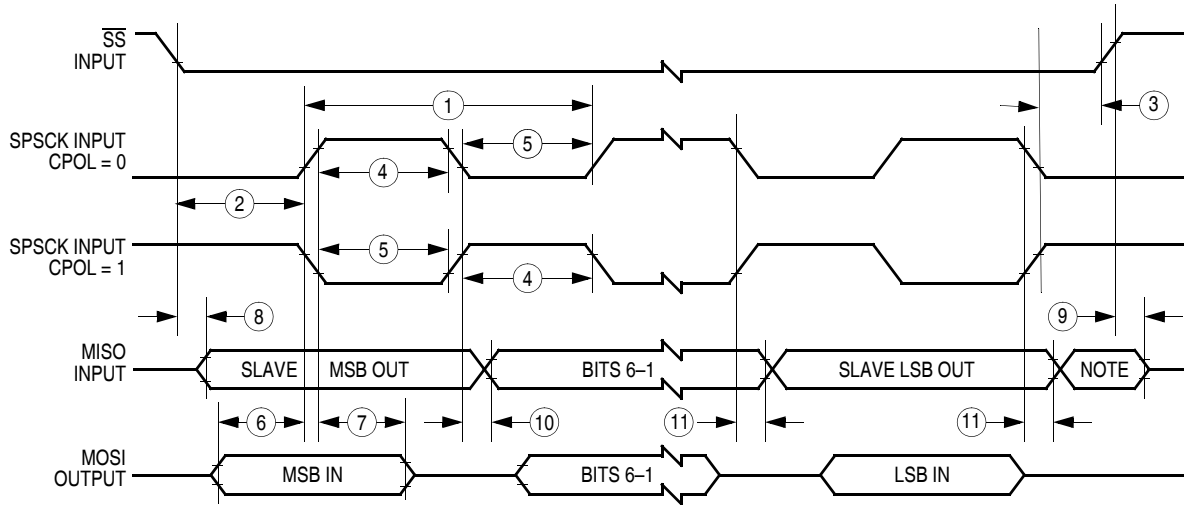 SS
INPUT
1
3
SPSCK INPUT
CPOL = 0
5
4
2
SPSCK INPUT
CPOL = 1
5
4
8
9
MISO
INPUT
SLAVE MSB OUT
BITS 6–1
SLAVE LSB OUT
NOTE
6
7
10
11
11
MOSI
OUTPUT
MSB IN
BITS 6–1
LSB IN